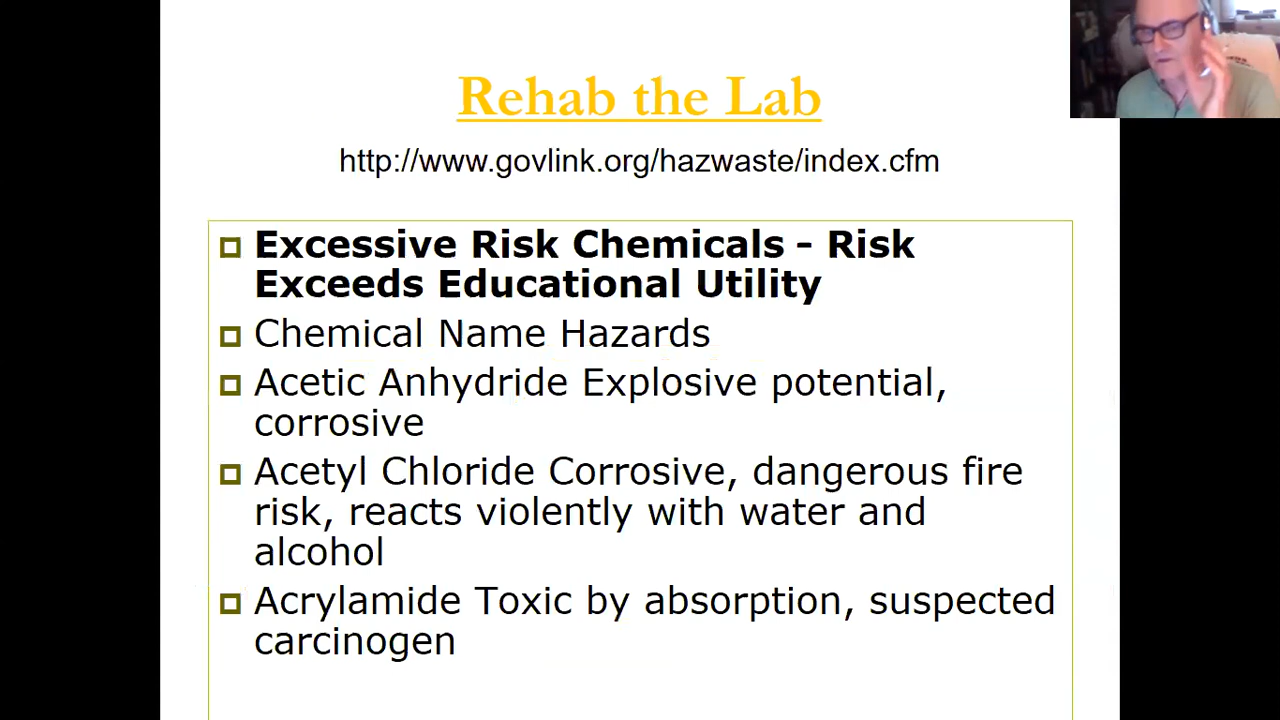 Rehab the Lab
http://www.govlink.org/hazwaste/index.cfm
Excessive Risk Chemicals - Risk
Exceeds Educational Utility
Chemical Name Hazards
Acetic Anhydride Explosive potential,
corrosive
Acetyl Chloride Corrosive, dangerous fire
risk, reacts violently with water and
alcohol
Acrylamide Toxic by absorption, suspected
carcinogen